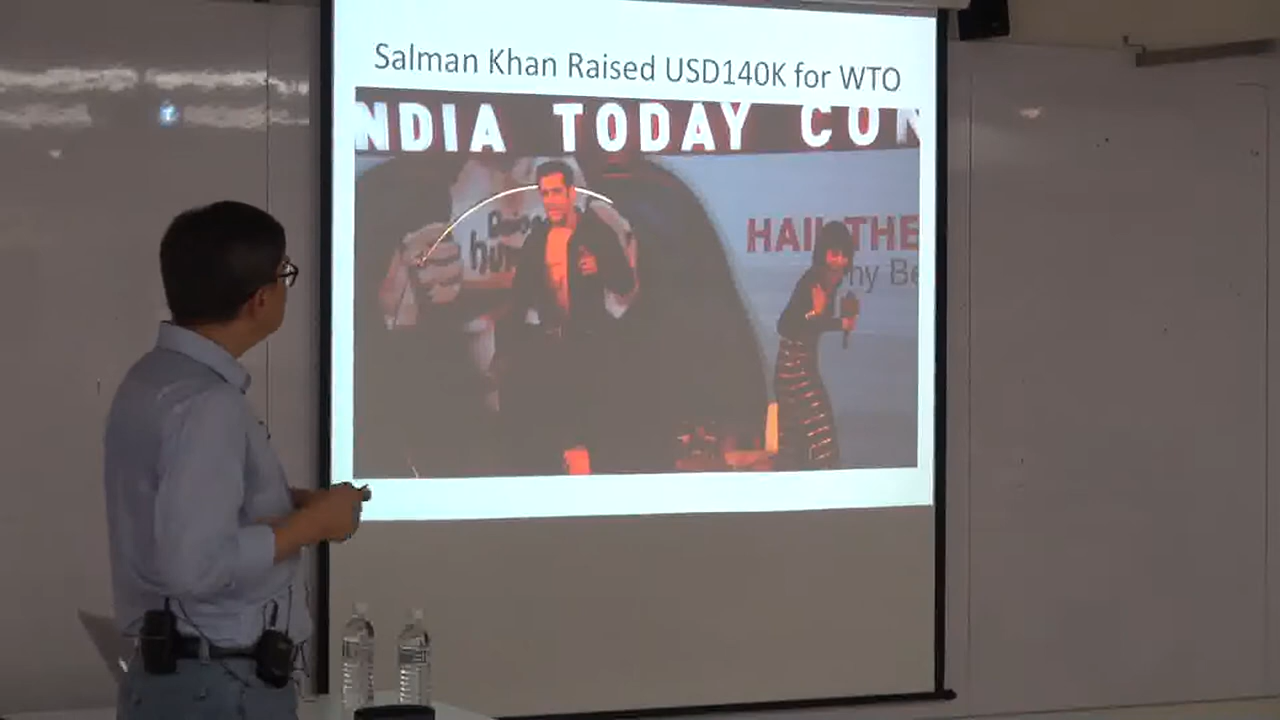 Salman Khan Raised USD140K for WTO
NDIA TODAY CON
HAIL THE
hy Be